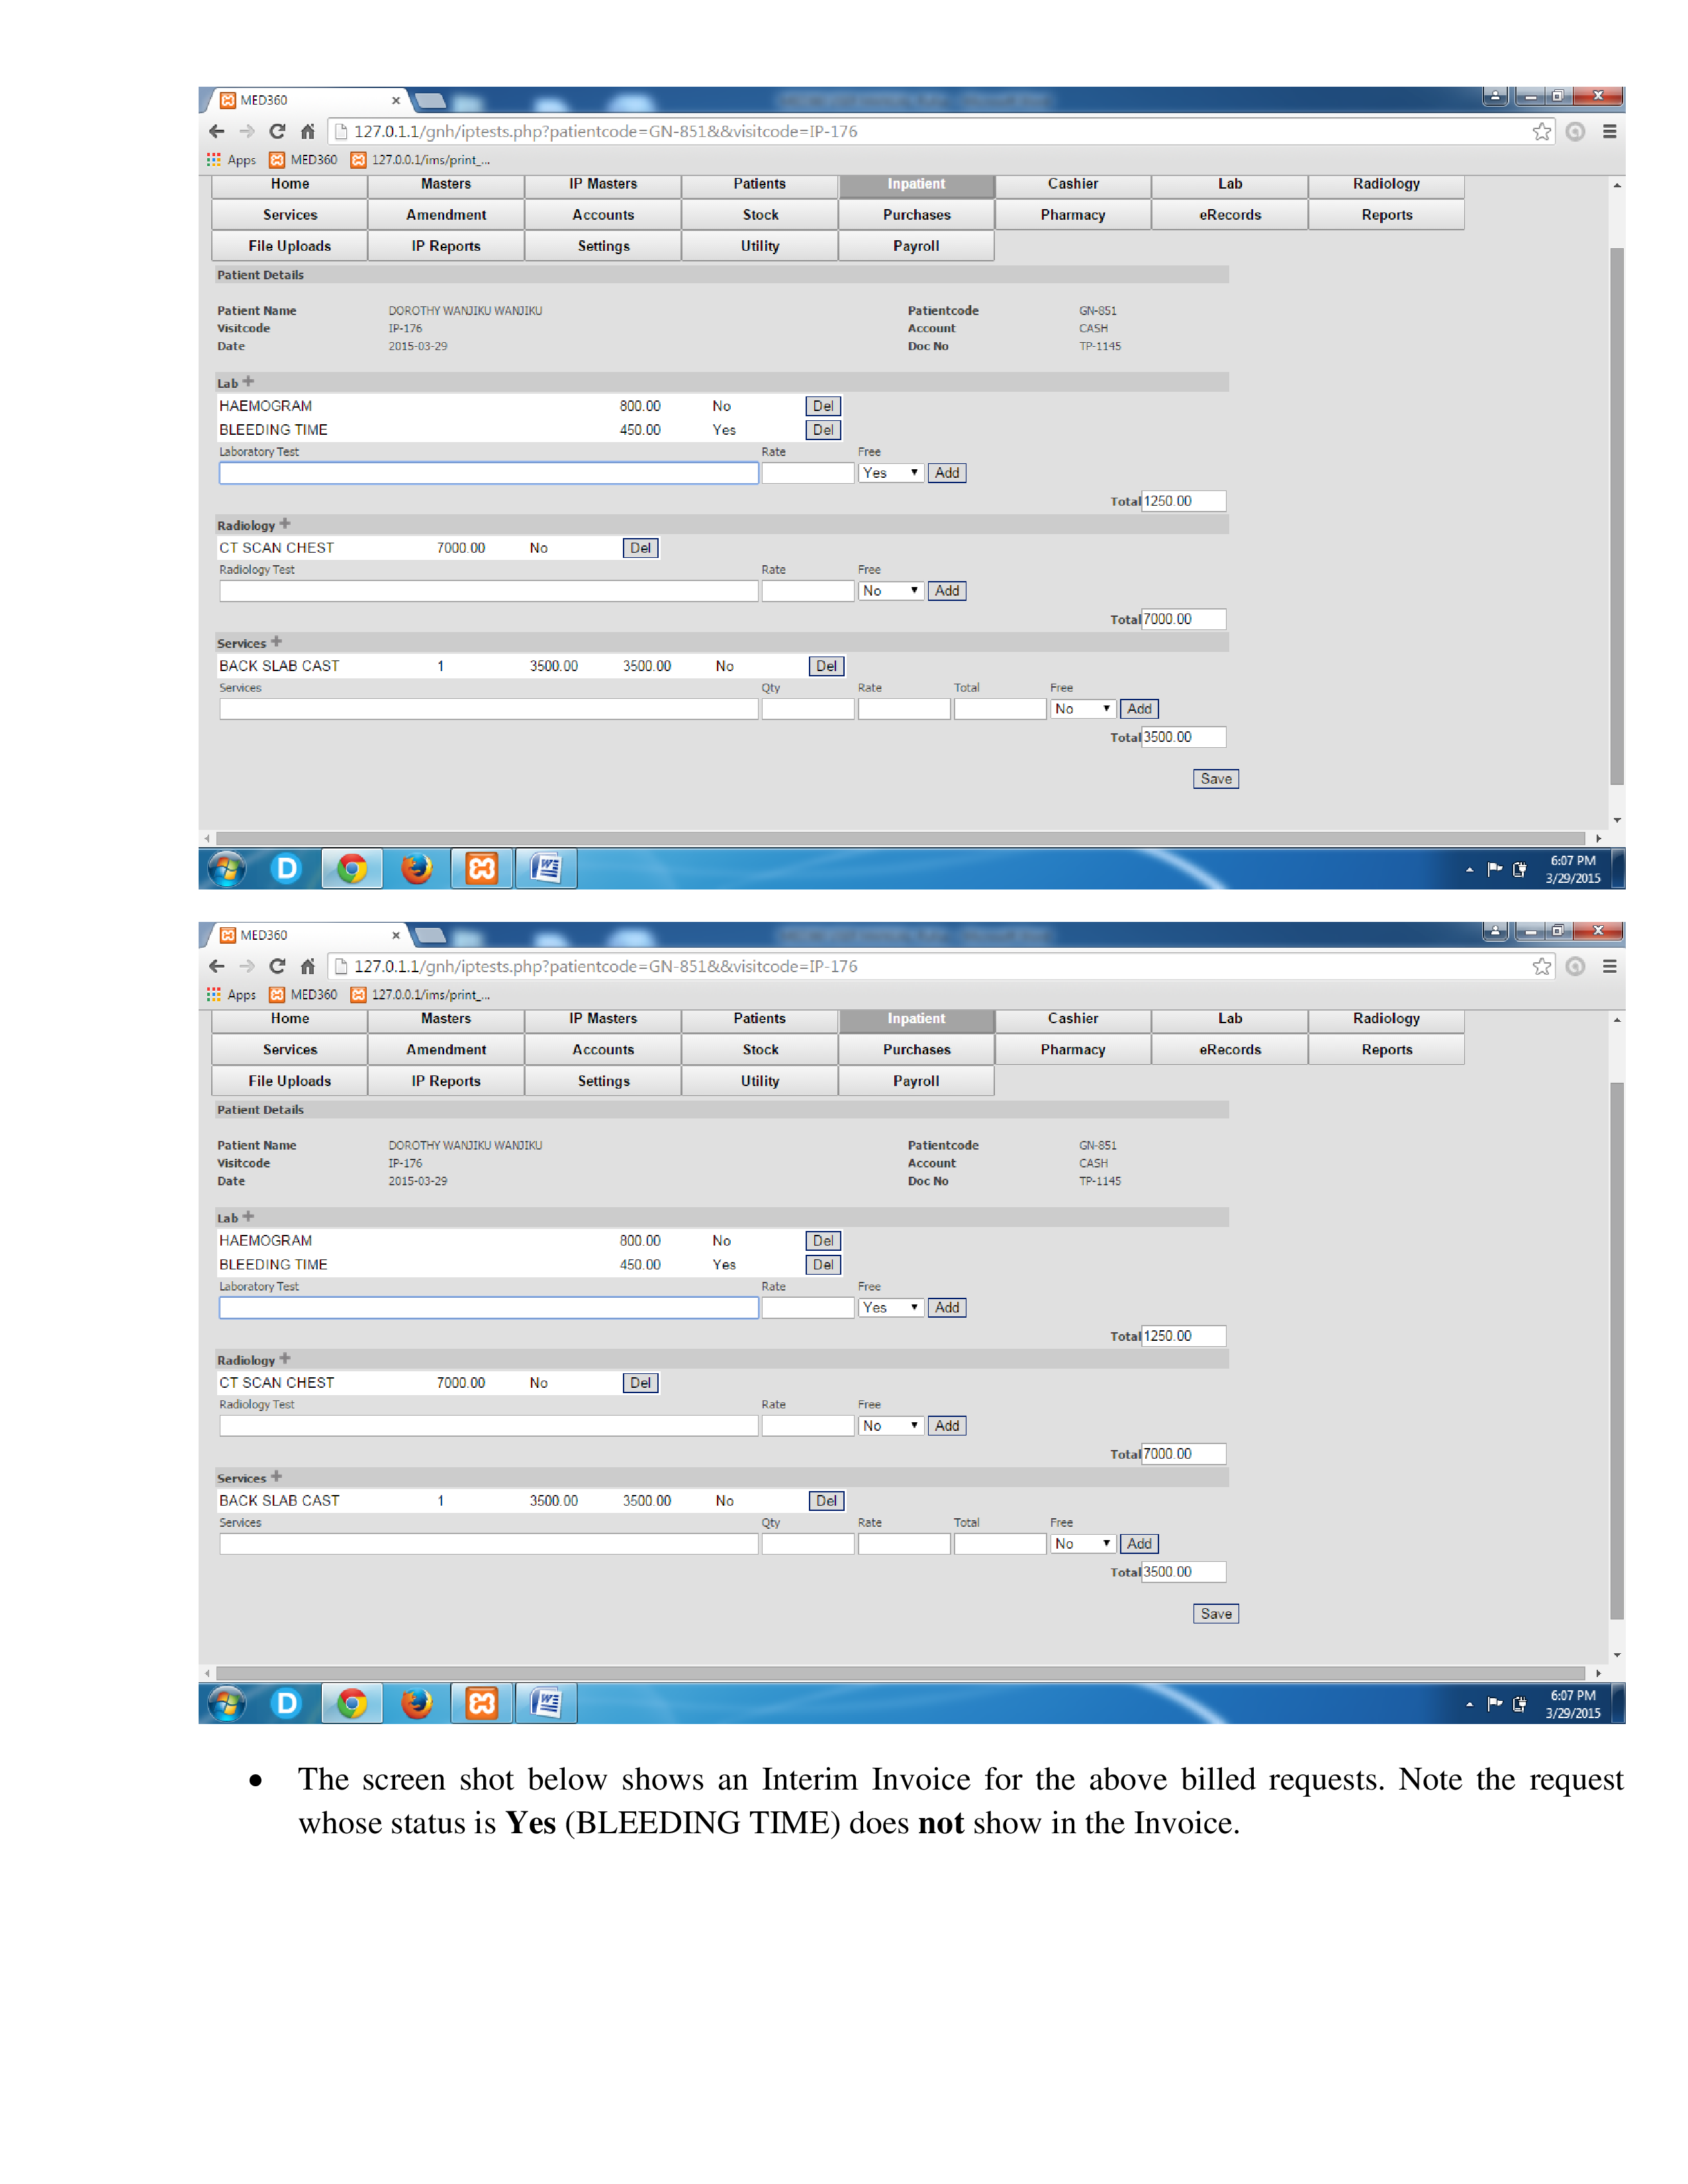 MED360
127.0.1.1/gnh/iptests.php?patientcode=GN-851&&visitcode=IP-176
Apps MED360 127.0.0.1/ims/print_...
Home Masters IP Masters Patients Inpatient Cashier Lab Radiology
Services Amendment Accounts Stock Purchases Pharmacy eRecords Reports
File Uploads IP Reports Settings Utility Payroll
Patient Details
Patient Name DOROTHY WANJIKU WANJIKU Patientcode GN-851
Visitcode IP-176 Account CASH
Date 2015-03-29 Doc No TP-1145
Lab
HAEMOGRAM 800.00 No Del
BLEEDING TIME 450.00 Yes Del
Laboratory Test Rate Free
Yes Add
Total 1250.00
Radiology
CT SCAN CHEST 7000.00 No Del
Radiology Test Rate Free
No Add
Total 7000.00
Services
BACK SLAB CAST 1 3500.00 3500.00 No Del
Services Qty Rate Total Free
No Add
Total 3500.00
Save
6:07 PM
3/29/2015
MED360
127.0.1.1/gnh/iptests.php?patientcode=GN-851&&visitcode=IP-176
Apps MED360 127.0.0.1/ims/print_...
Home Masters IP Masters Patients Inpatient Cashier Lab Radiology
Services Amendment Accounts Stock Purchases Pharmacy eRecords Reports
File Uploads IP Reports Settings Utility Payroll
Patient Details
Patient Name DOROTHY WANJIKU WANJIKU Patientcode GN-851
Visitcode IP-176 Account CASH
Date 2015-03-29 Doc No TP-1145
Lab
HAEMOGRAM 800.00 No Del
BLEEDING TIME 450.00 Yes Del
Laboratory Test Rate Free
Yes Add
Total 1250.00
Radiology
CT SCAN CHEST 7000.00 No Del
Radiology Test Rate Free
No Add
Total 7000.00
Services
BACK SLAB CAST 1 3500.00 3500.00 No Del
Services Qty Rate Total Free
No Add
Total 3500.00
Save
6:07 PM
3/29/2015
• The screen shot below shows an Interim Invoice for the above billed requests. Note the request
whose status is Yes (BLEEDING TIME) does not show in the Invoice.